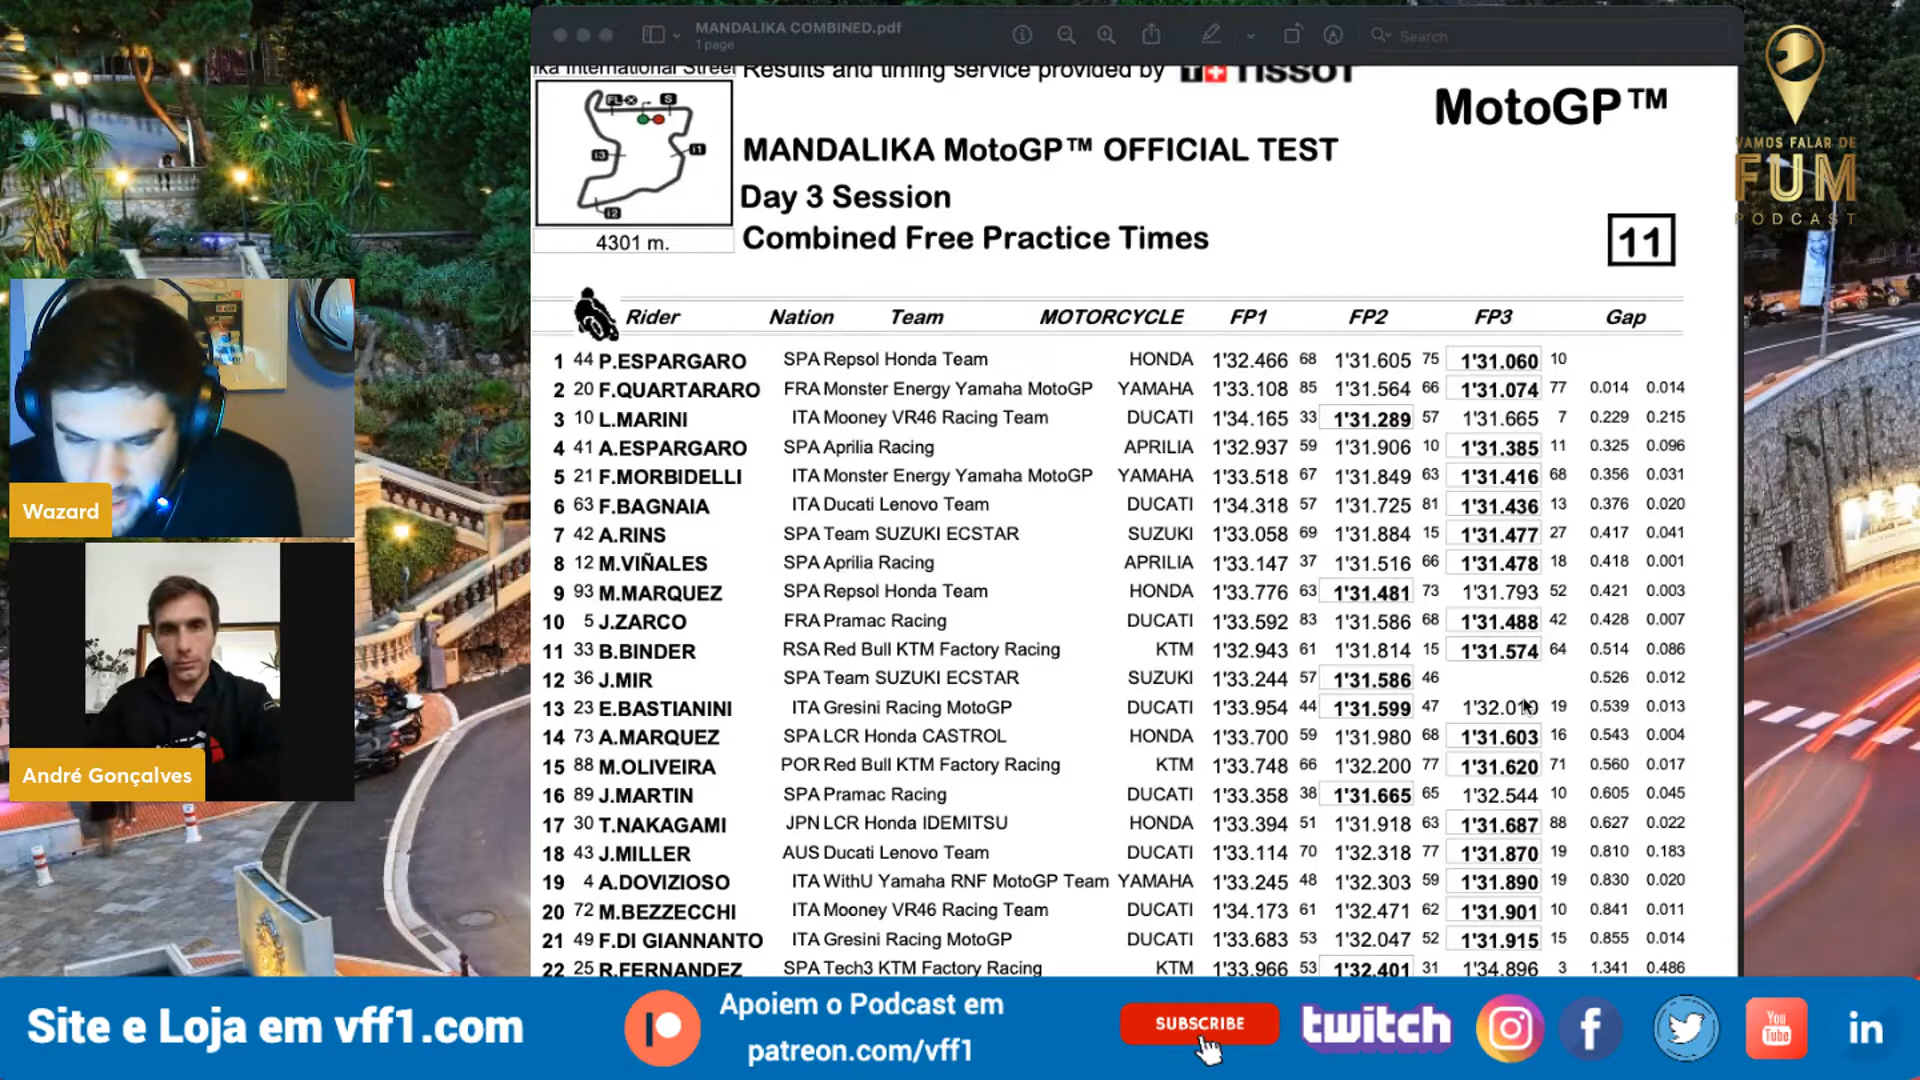 MANDALIKA COMBINED.pdf
1 page
Search
ika International Street Results and timing service provided by TISSOT
MotoGP™
FL S
I3 I1
I2
MANDALIKA MotoGP™ OFFICIAL TEST
Day 3 Session
4301 m. Combined Free Practice Times
11
VAMOS FALAR DE
FUM
PODCAST
Rider Nation Team MOTORCYCLE FP1 FP2 FP3 Gap
1 44 P.ESPARGARO SPA Repsol Honda Team HONDA 1'32.466 68 1'31.605 75 1'31.060 10
2 20 F.QUARTARARO FRA Monster Energy Yamaha MotoGP YAMAHA 1'33.108 85 1'31.564 66 1'31.074 77 0.014 0.014
3 10 L.MARINI ITA Mooney VR46 Racing Team DUCATI 1'34.165 33 1'31.289 57 1'31.665 7 0.229 0.215
4 41 A.ESPARGARO SPA Aprilia Racing APRILIA 1'32.937 59 1'31.906 10 1'31.385 11 0.325 0.096
5 21 F.MORBIDELLI ITA Monster Energy Yamaha MotoGP YAMAHA 1'33.518 67 1'31.849 63 1'31.416 68 0.356 0.031
6 63 F.BAGNAIA ITA Ducati Lenovo Team DUCATI 1'34.318 57 1'31.725 81 1'31.436 13 0.376 0.020
7 42 A.RINS SPA Team SUZUKI ECSTAR SUZUKI 1'33.058 69 1'31.884 15 1'31.477 27 0.417 0.041
8 12 M.VIÑALES SPA Aprilia Racing APRILIA 1'33.147 37 1'31.516 66 1'31.478 18 0.418 0.001
9 93 M.MARQUEZ SPA Repsol Honda Team HONDA 1'33.776 63 1'31.481 73 1'31.793 52 0.421 0.003
10 5 J.ZARCO FRA Pramac Racing DUCATI 1'33.592 83 1'31.586 68 1'31.488 42 0.428 0.007
11 33 B.BINDER RSA Red Bull KTM Factory Racing KTM 1'32.943 61 1'31.814 15 1'31.574 64 0.514 0.086
12 36 J.MIR SPA Team SUZUKI ECSTAR SUZUKI 1'33.244 57 1'31.586 46 0.526 0.012
13 23 E.BASTIANINI ITA Gresini Racing MotoGP DUCATI 1'33.954 44 1'31.599 47 19 0.539 0.013
14 73 A.MARQUEZ SPA LCR Honda CASTROL HONDA 1'33.700 59 1'31.980 68 1'31.603 16 0.543 0.004
15 88 M.OLIVEIRA POR Red Bull KTM Factory Racing KTM 1'33.748 66 1'32.200 77 1'31.620 71 0.560 0.017
16 89 J.MARTIN SPA Pramac Racing DUCATI 1'33.358 38 1'31.665 65 1'32.544 10 0.605 0.045
17 30 T.NAKAGAMI JPN LCR Honda IDEMITSU HONDA 1'33.394 51 1'31.918 63 1'31.687 88 0.627 0.022
18 43 J.MILLER AUS Ducati Lenovo Team DUCATI 1'33.114 70 1'32.318 77 1'31.870 19 0.810 0.183
19 4 A.DOVIZIOSO ITA WithU Yamaha RNF MotoGP Team YAMAHA 1'33.245 48 1'32.303 59 1'31.890 19 0.830 0.020
20 72 M.BEZZECCHI ITA Mooney VR46 Racing Team DUCATI 1'34.173 61 1'32.471 62 1'31.901 10 0.841 0.011
21 49 F.DI GIANNANTO ITA Gresini Racing MotoGP DUCATI 1'33.683 53 1'32.047 52 1'31.915 15 0.855 0.014
22 25 R.FERNANDEZ SPA Tech3 KTM Factory Racing KTM 1'33.966 53 1'32.401 31 1'34.896 3 1.341 0.486
Wazard
André Gonçalves
Site e Loja em vff1.com
Apoiem o Podcast em
patreon.com/vff1
SUBSCRIBE
twitch
You
Tube
in